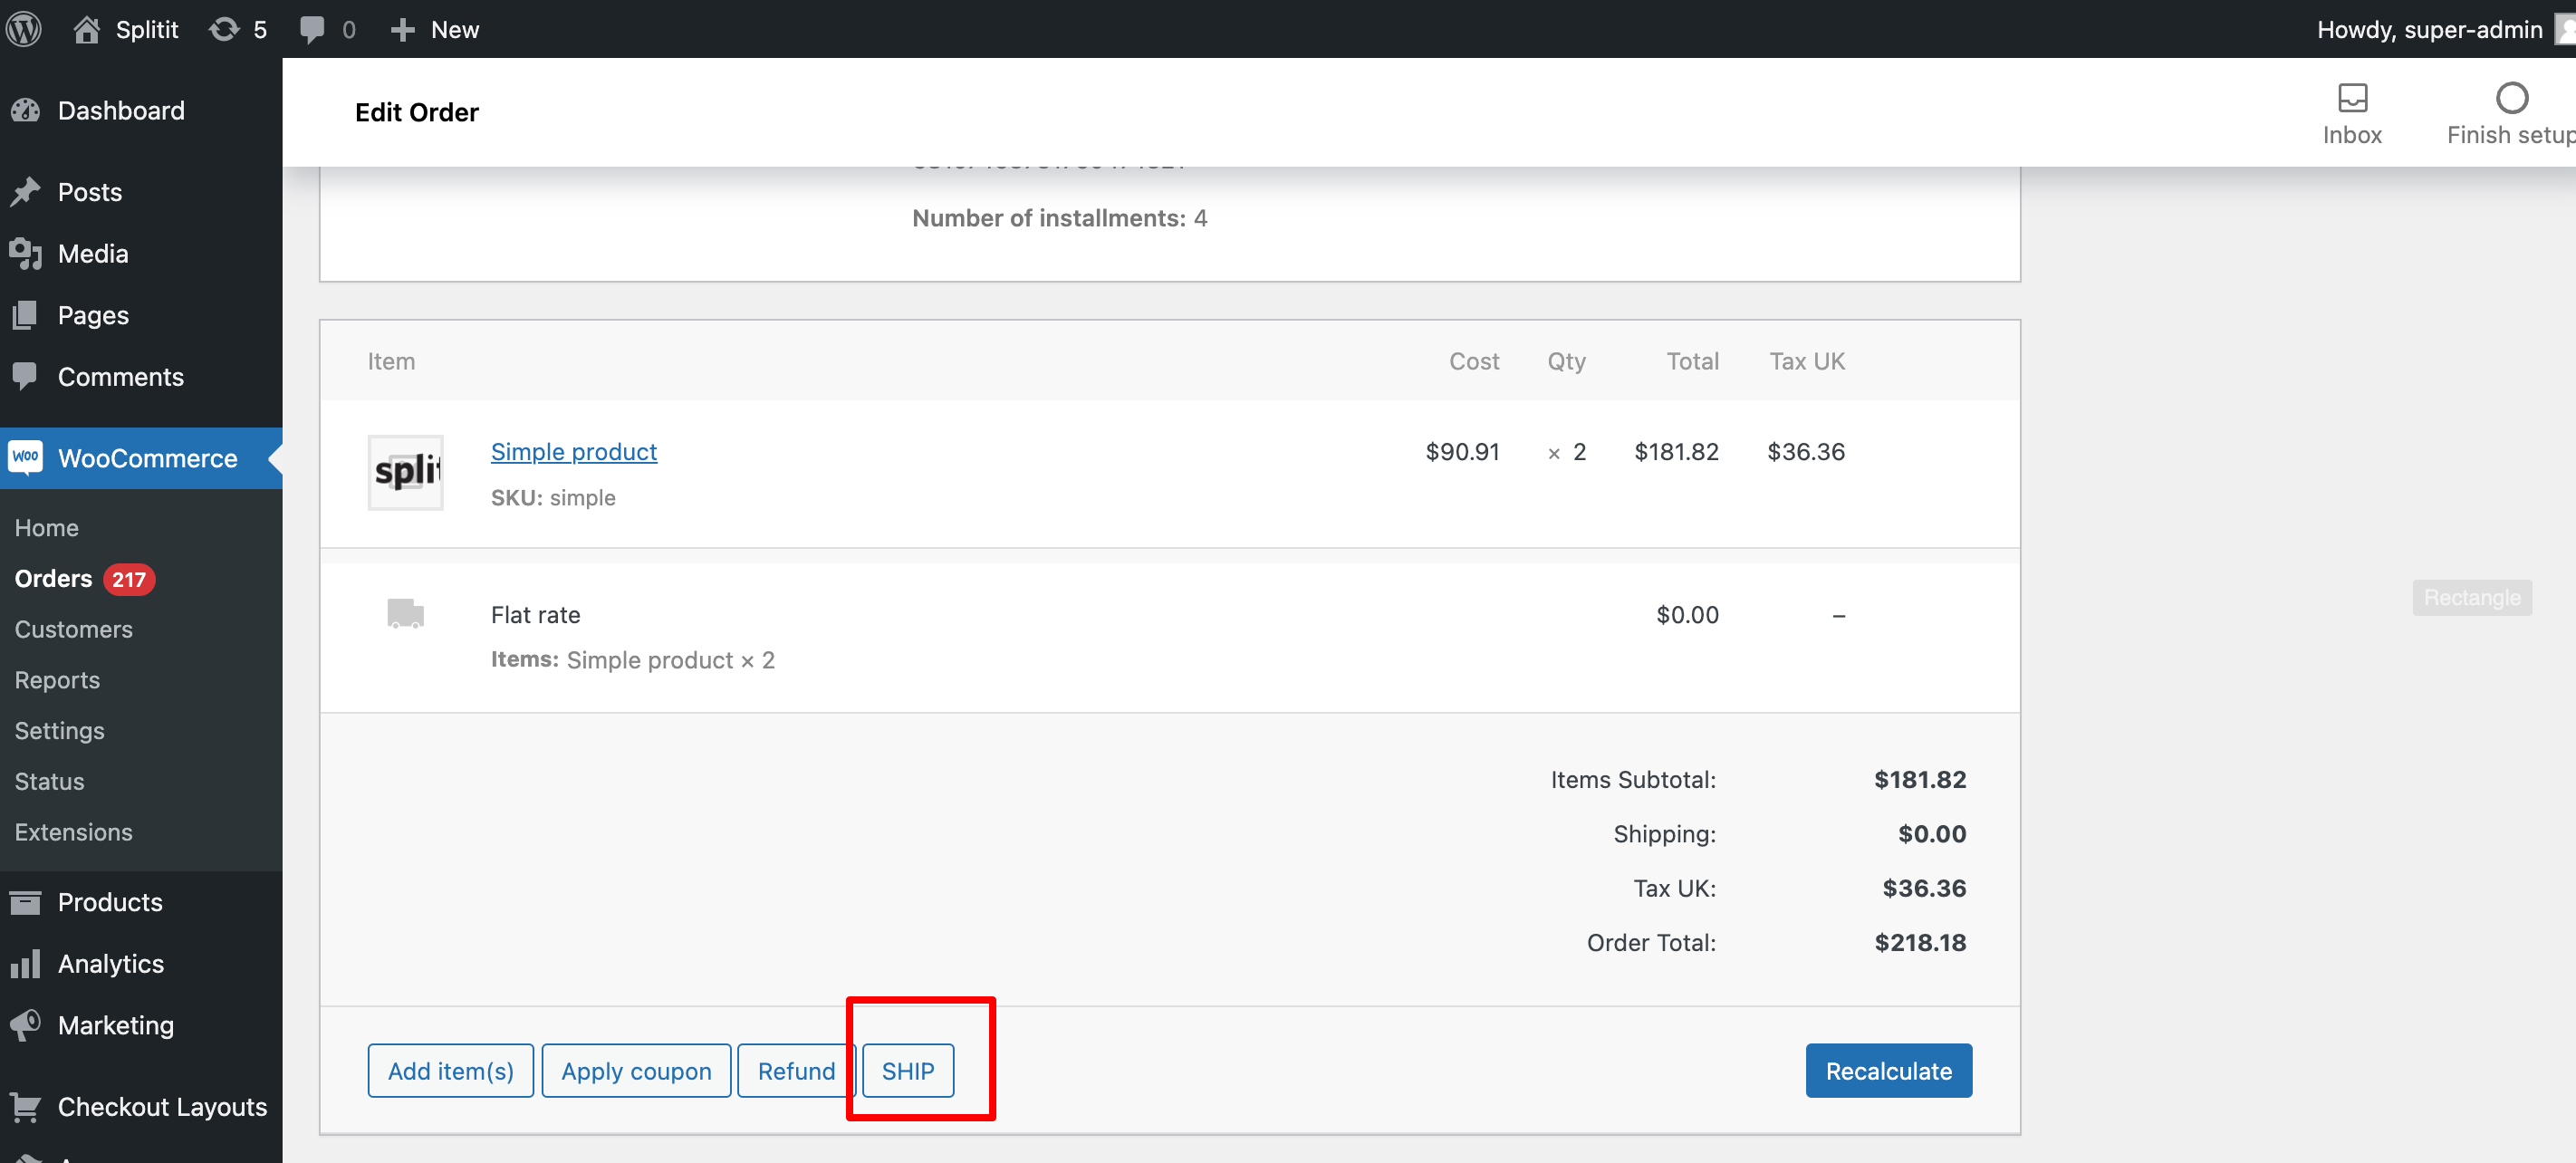 Splitit 5 0 New Howdy, super-admin
Dashboard
Posts
Media
Pages
Comments
Woo WooCommerce
Home
Orders 217
Customers
Reports
Settings
Status
Extensions
Products
Analytics
Marketing
Checkout Layouts
Edit Order
Inbox
Finish setup
Number of installments: 4
Item Cost Qty Total Tax UK
split
Simple product $90.91 × 2 $181.82 $36.36
SKU: simple
Flat rate $0.00 –
Items: Simple product × 2
Items Subtotal: $181.82
Shipping: $0.00
Tax UK: $36.36
Order Total: $218.18
Add item(s) Apply coupon Refund SHIP Recalculate
Rectangle